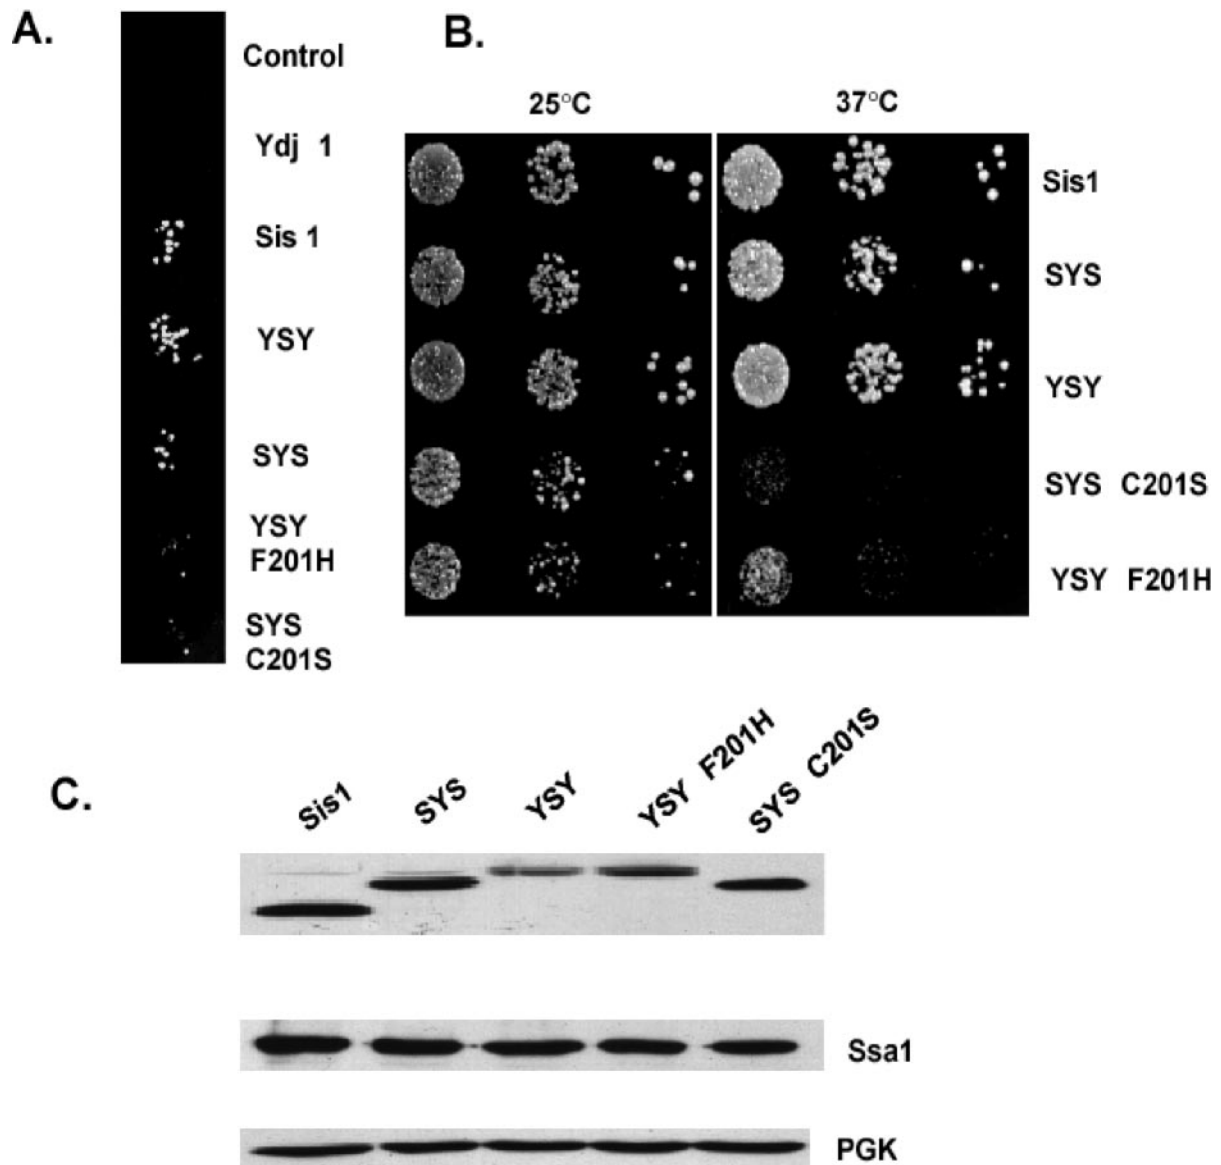 A.
Control
Ydj 1
Sis 1
YSY
SYS
YSY
F201H
SYS
C201S
B.
25°C 37°C
Sis1
SYS
YSY
SYS C201S
YSY F201H
C.
Sis1 SYS YSY YSY F201H SYS C201S
Ssa1
PGK